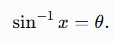 sin⁻¹ x = θ.